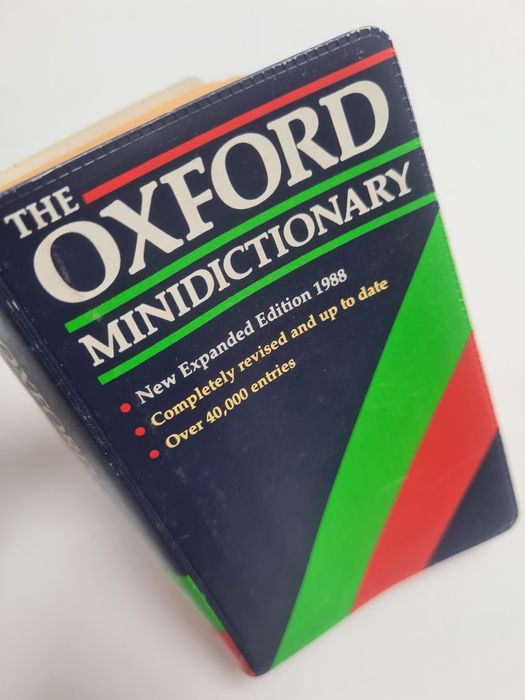 THE
OXFORD
MINIDICTIONARY
• New Expanded Edition 1988
• Completely revised and up to date
• Over 40,000 entries